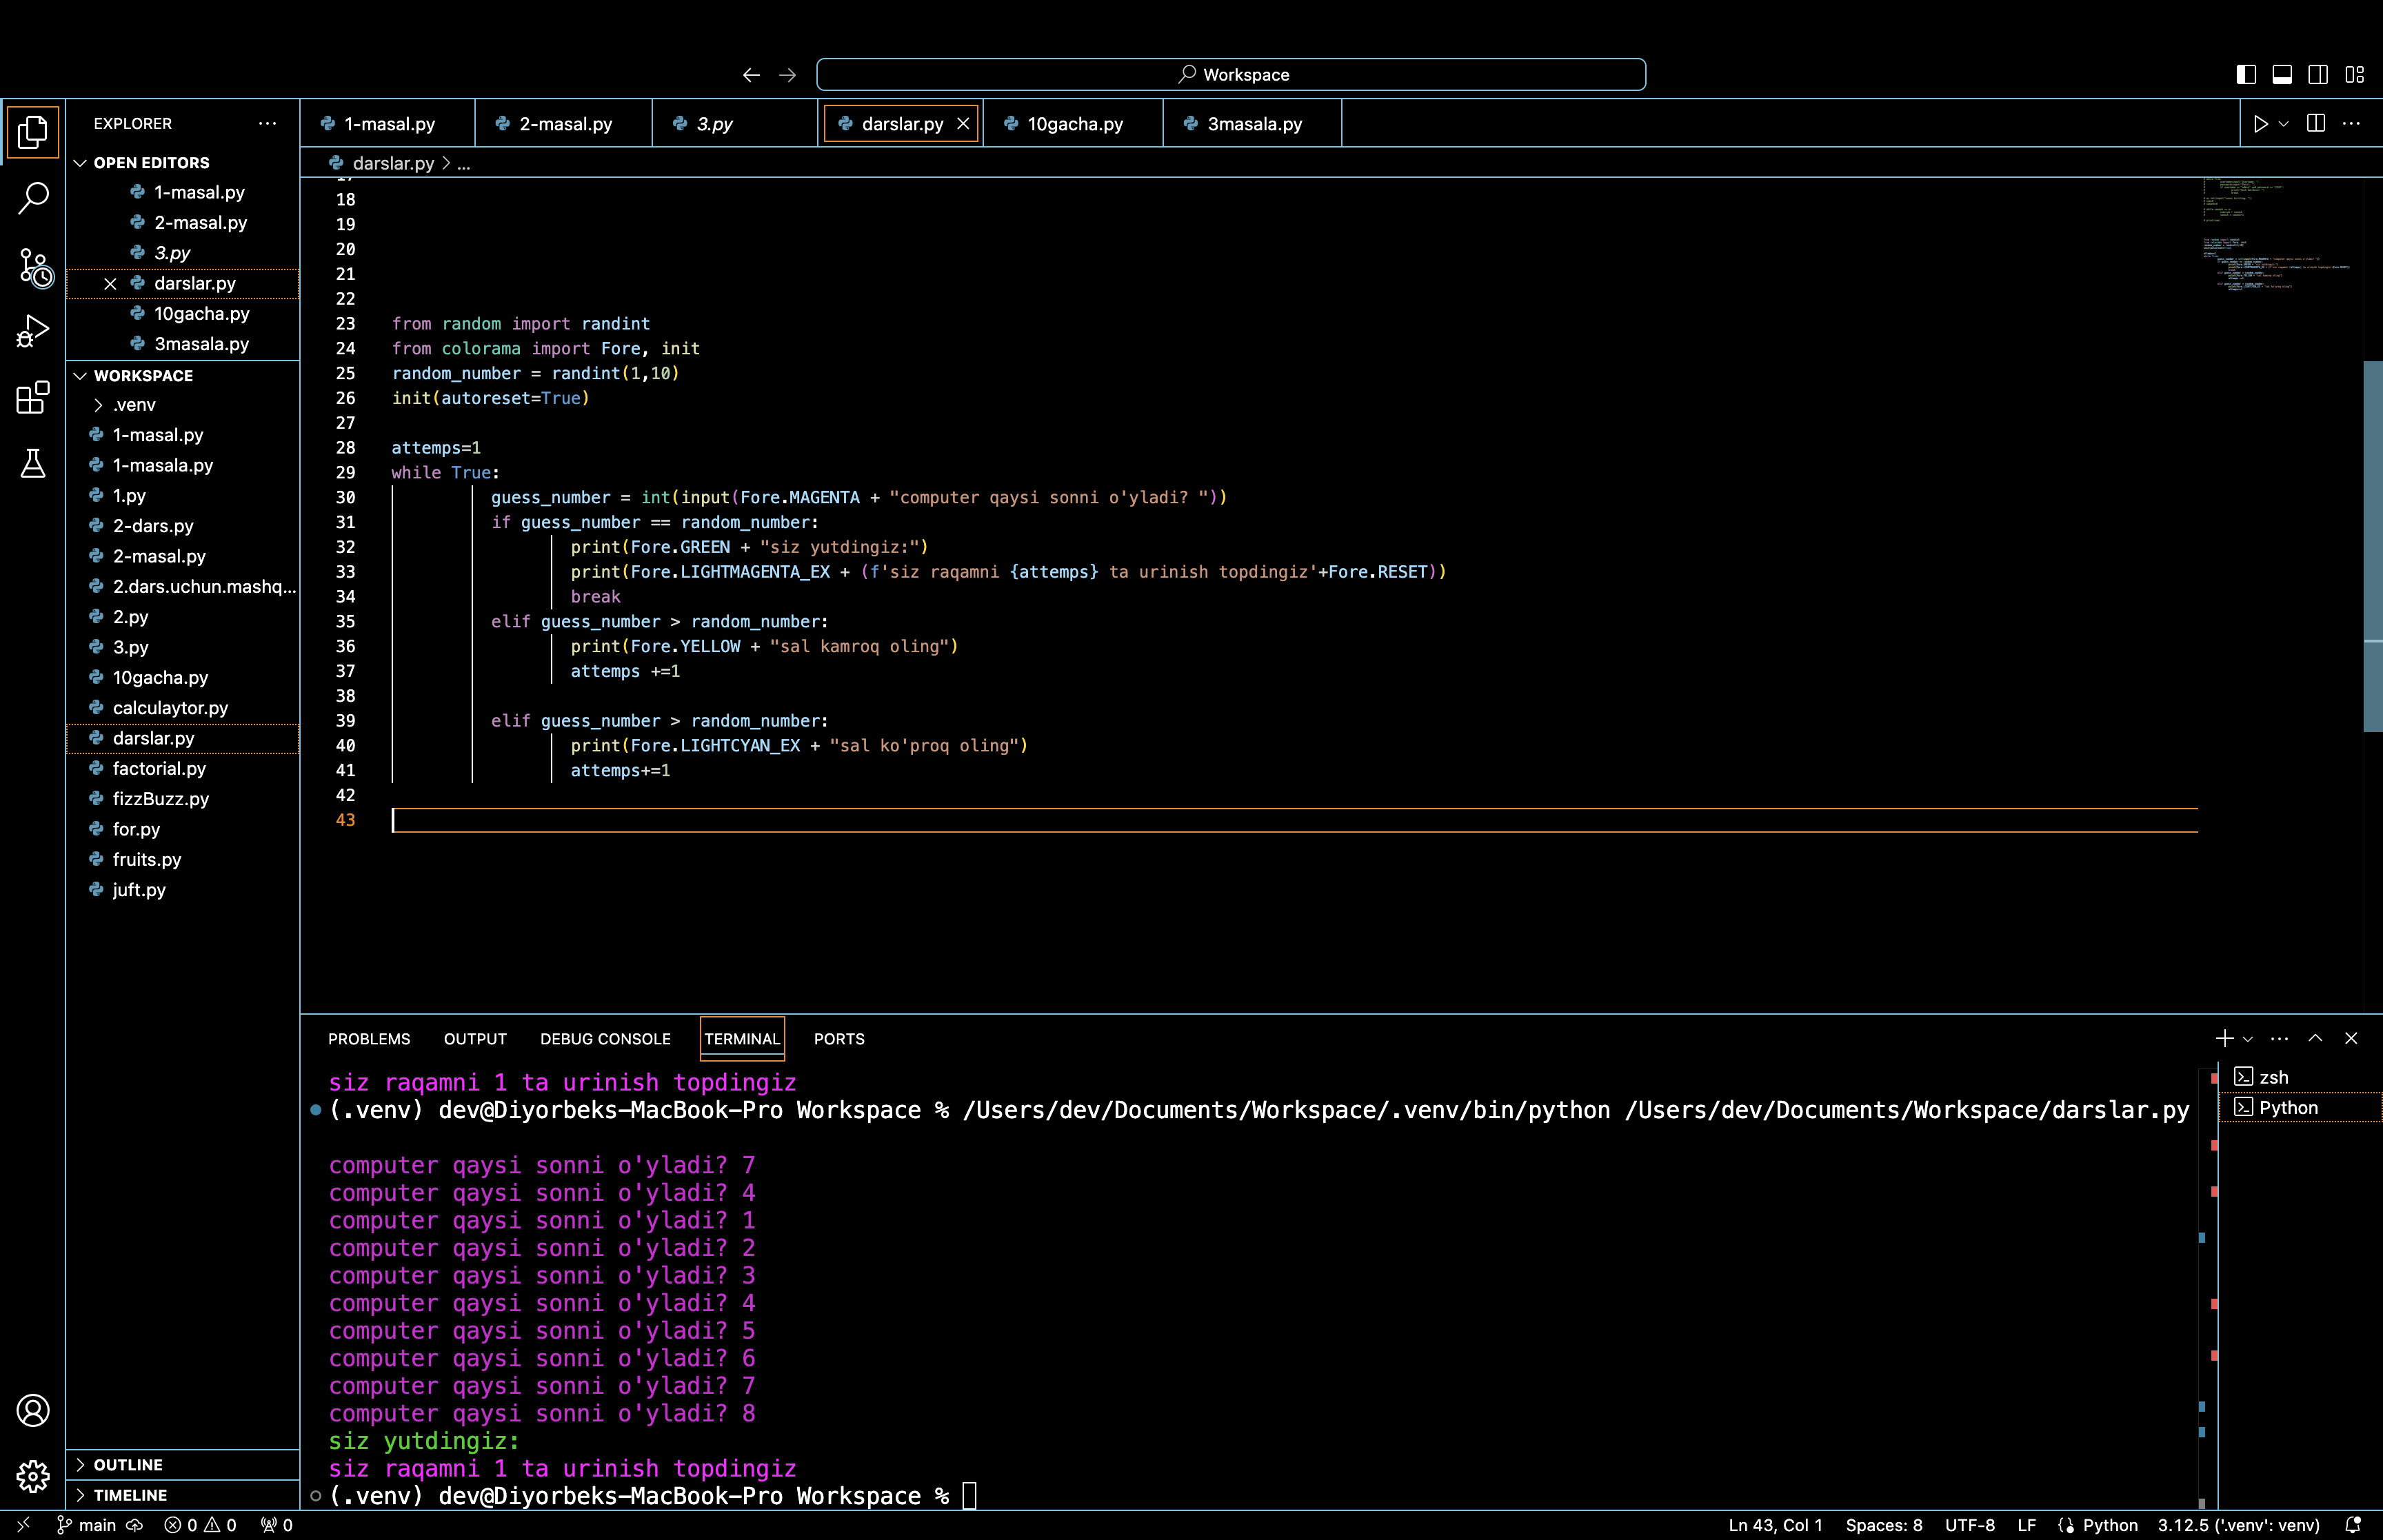 Workspace
EXPLORER
OPEN EDITORS
1-masal.py
2-masal.py
3.py
darslar.py
10gacha.py
3masala.py
WORKSPACE
.venv
1-masal.py
1-masala.py
1.py
2-dars.py
2-masal.py
2.dars.uchun.mashq...
2.py
3.py
10gacha.py
calculaytor.py
darslar.py
factorial.py
fizzBuzz.py
for.py
fruits.py
juft.py
OUTLINE
TIMELINE
1-masal.py 2-masal.py 3.py darslar.py 10gacha.py 3masala.py
darslar.py > ...
18
19
20
21
22
23 from random import randint
24 from colorama import Fore, init
25 random_number = randint(1,10)
26 init(autoreset=True)
27
28 attemps=1
29 while True:
30 guess_number = int(input(Fore.MAGENTA + "computer qaysi sonni o'yladi? "))
31 if guess_number == random_number:
32 print(Fore.GREEN + "siz yutdingiz:")
33 print(Fore.LIGHTMAGENTA_EX + (f'siz raqamni {attemps} ta urinish topdingiz'+Fore.RESET))
34 break
35 elif guess_number > random_number:
36 print(Fore.YELLOW + "sal kamroq oling")
37 attemps +=1
38
39 elif guess_number > random_number:
40 print(Fore.LIGHTCYAN_EX + "sal ko'proq oling")
41 attemps+=1
42
43
PROBLEMS OUTPUT DEBUG CONSOLE TERMINAL PORTS
siz raqamni 1 ta urinish topdingiz
(.venv) dev@Diyorbeks-MacBook-Pro Workspace % /Users/dev/Documents/Workspace/.venv/bin/python /Users/dev/Documents/Workspace/darslar.py
computer qaysi sonni o'yladi? 7
computer qaysi sonni o'yladi? 4
computer qaysi sonni o'yladi? 1
computer qaysi sonni o'yladi? 2
computer qaysi sonni o'yladi? 3
computer qaysi sonni o'yladi? 4
computer qaysi sonni o'yladi? 5
computer qaysi sonni o'yladi? 6
computer qaysi sonni o'yladi? 7
computer qaysi sonni o'yladi? 8
siz yutdingiz:
siz raqamni 1 ta urinish topdingiz
(.venv) dev@Diyorbeks-MacBook-Pro Workspace %
zsh
Python
main 0 0 0 Ln 43, Col 1 Spaces: 8 UTF-8 LF Python 3.12.5 ('.venv': venv)